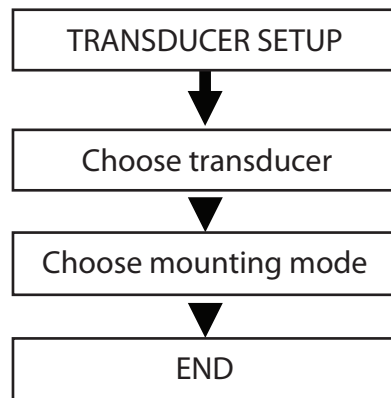 TRANSDUCER SETUP
Choose transducer
Choose mounting mode
END